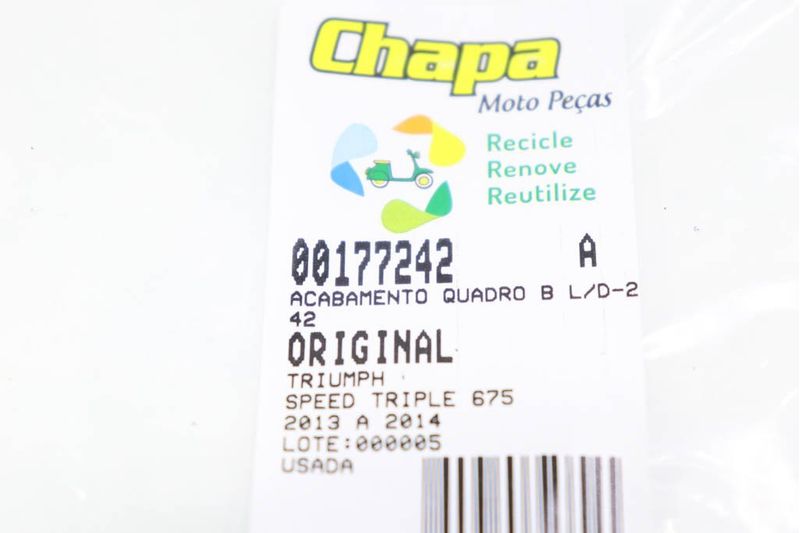 Chapa
Moto Peças
Recicle
Renove
Reutilize
00177242 A
ACABAMENTO QUADRO B L/D-2
42
ORIGINAL
TRIUMPH
SPEED TRIPLE 675
2013 A 2014
LOTE:000005
USADA